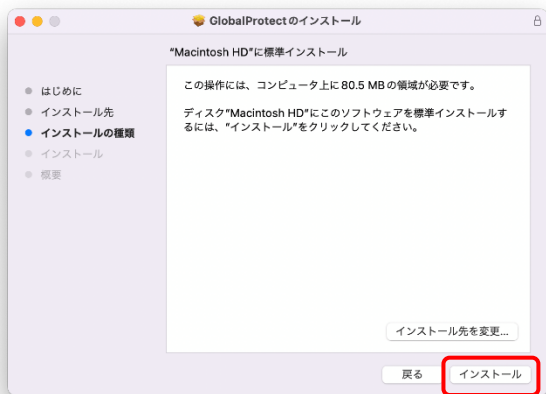 GlobalProtectのインストール
“Macintosh HD”に標準インストール
はじめに
インストール先
インストールの種類
インストール
概要
この操作には、コンピュータ上に80.5 MBの領域が必要です。
ディスク“Macintosh HD”にこのソフトウェアを標準インストールす
るには、“インストール”をクリックしてください。
インストール先を変更...
戻る
インストール